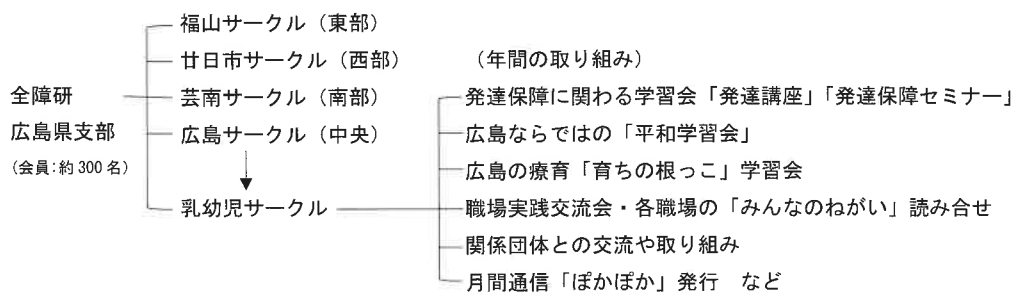 福山サークル（東部）
廿日市サークル（西部）　（年間の取り組み）
全障研　芸南サークル（南部）　発達保障に関わる学習会「発達講座」「発達保障セミナー」
広島県支部　広島サークル（中央）　広島ならではの「平和学習会」
（会員：約300名）　広島の療育「育ちの根っこ」学習会
乳幼児サークル　職場実践交流会・各職場の「みんなのねがい」読み合せ
関係団体との交流や取り組み
月間通信「ぽかぽか」発行　など